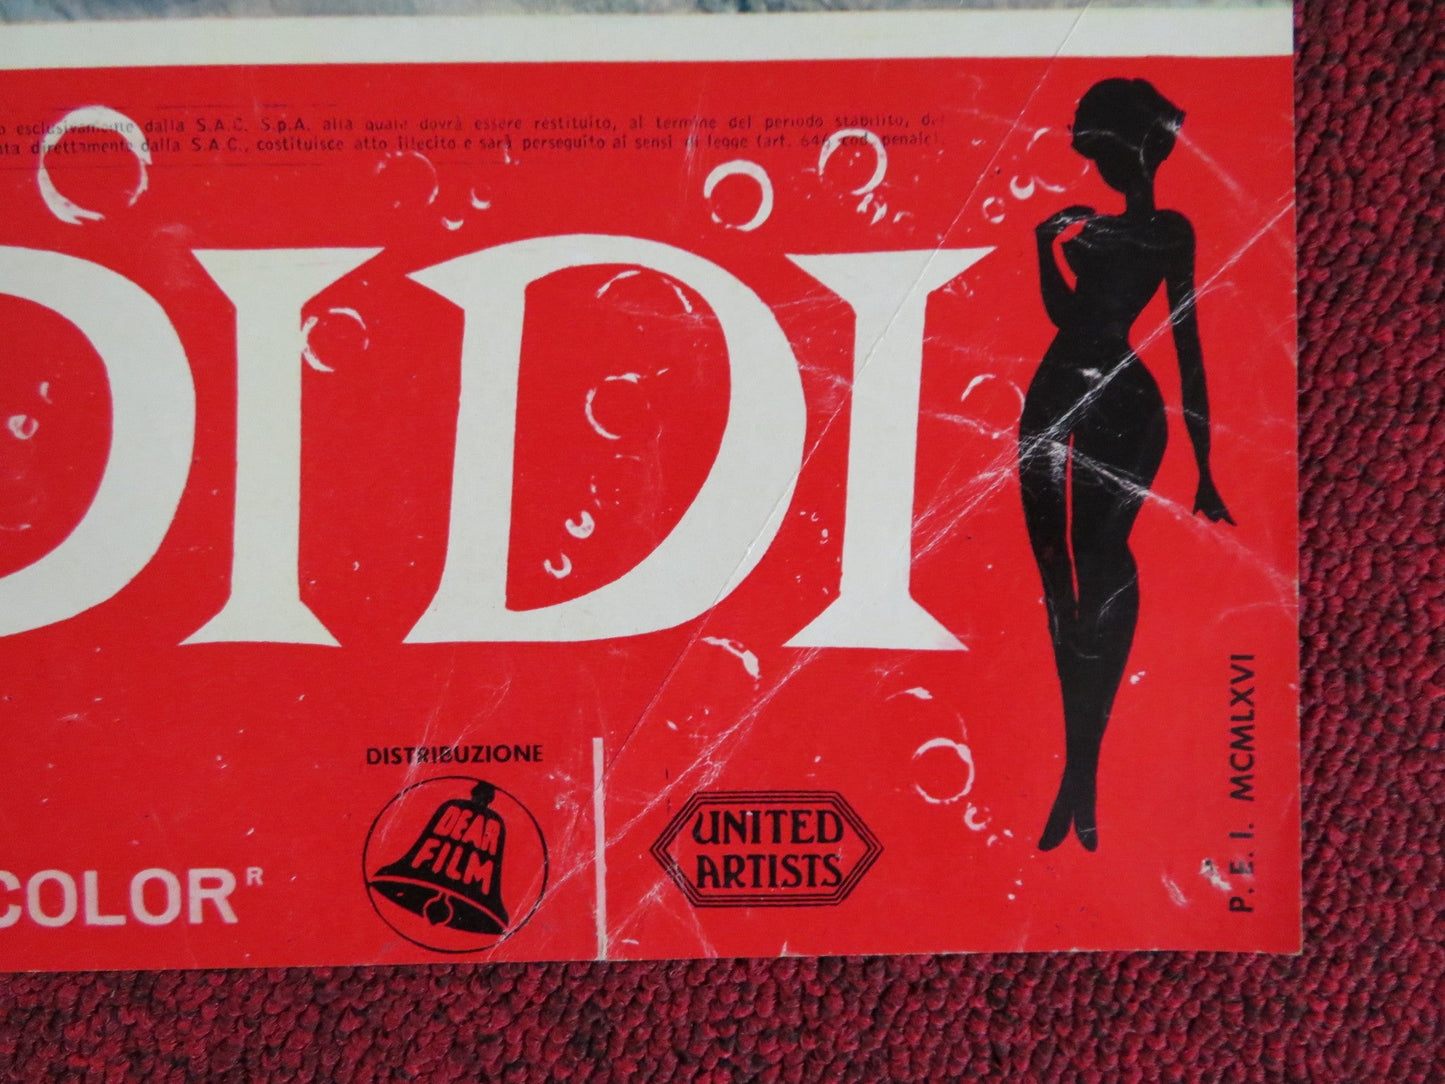 o esclusivamente dalla S.A.C. S.p.A. alla quale dovrà essere restituito, al termine del periodo stabilito, del
ta direttamente dalla S.A.C., costituisce atto illecito e sarà perseguito ai sensi di legge (art. 646 cod. penale).
DIDI
DISTRIBUZIONE
DEAR
FILM
UNITED
ARTISTS
COLOR R
P. E. I. MCMLXVI